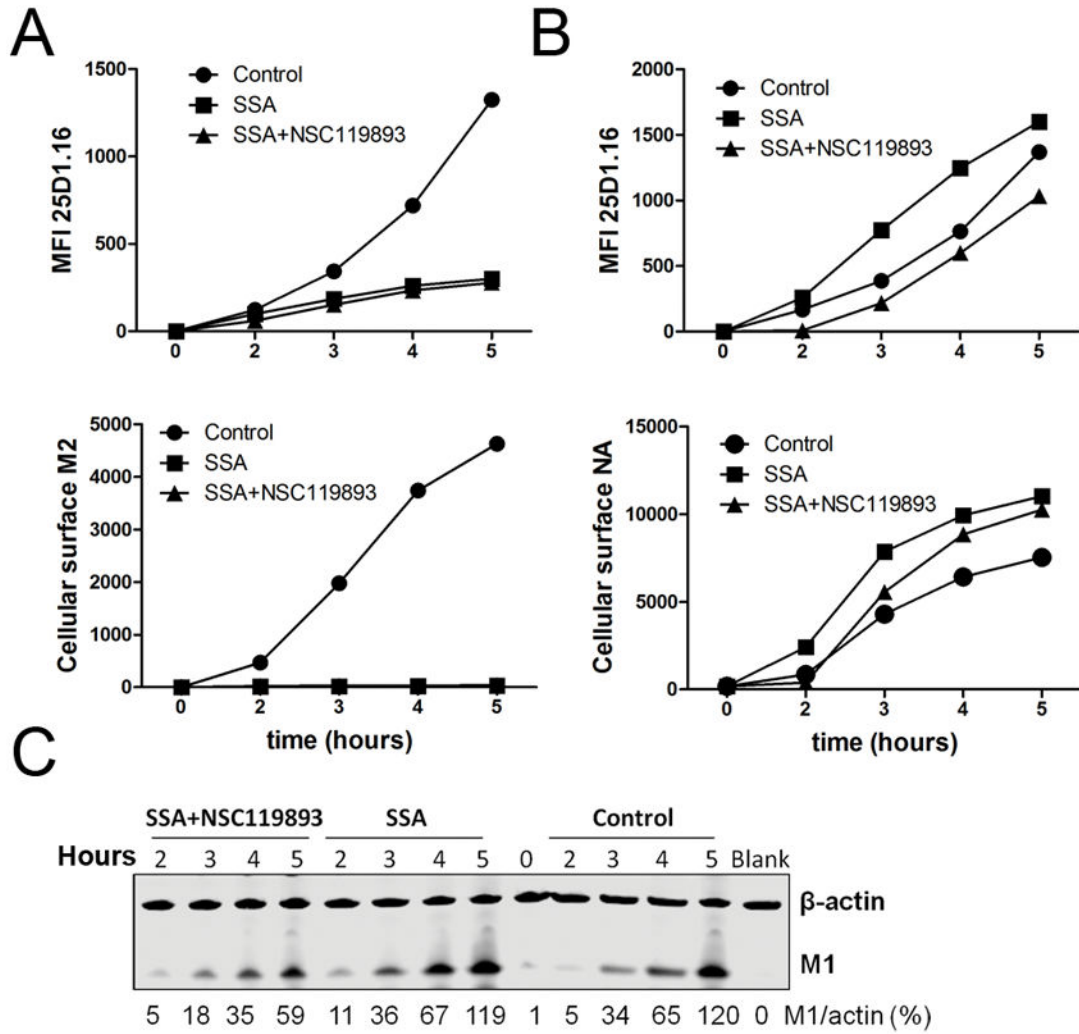 A
MFI 25D1.16
1500
1000
500
0
Control
SSA
SSA+NSC119893
0 2 3 4 5
Cellular surface M2
5000
4000
3000
2000
1000
0
Control
SSA
SSA+NSC119893
0 2 3 4 5
time (hours)
B
MFI 25D1.16
2000
1500
1000
500
0
Control
SSA
SSA+NSC119893
0 2 3 4 5
Cellular surface NA
15000
10000
5000
0
Control
SSA
SSA+NSC119893
0 2 3 4 5
time (hours)
C
SSA+NSC119893 SSA Control
Hours 2 3 4 5 2 3 4 5 0 2 3 4 5 Blank
β-actin
M1
5 18 35 59 11 36 67 119 1 5 34 65 120 0 M1/actin (%)